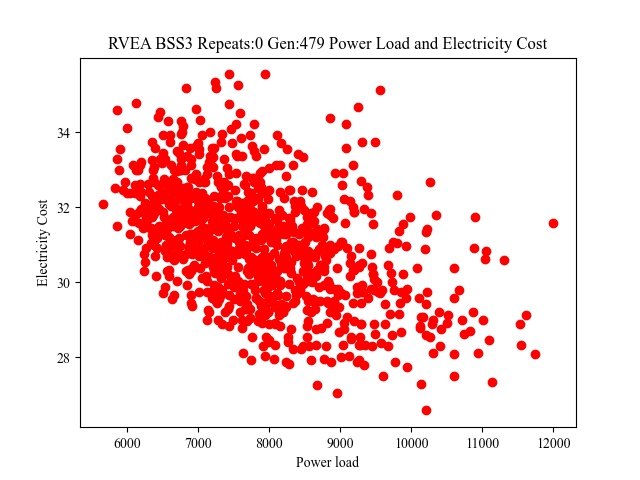 RVEA BSS3 Repeats:0 Gen:479 Power Load and Electricity Cost
34
32
30
28
Electricity Cost
6000 7000 8000 9000 10000 11000 12000
Power load